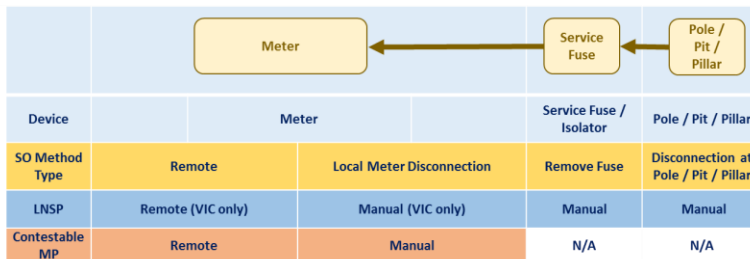 Meter
Service
Fuse
Pole /
Pit /
Pillar
Device
Meter
Service Fuse /
Isolator
Pole / Pit / Pillar
SO Method
Type
Remote
Local Meter Disconnection
Remove Fuse
Disconnection at
Pole / Pit / Pillar
LNSP
Remote (VIC only)
Manual (VIC only)
Manual
Manual
Contestable
MP
Remote
Manual
N/A
N/A